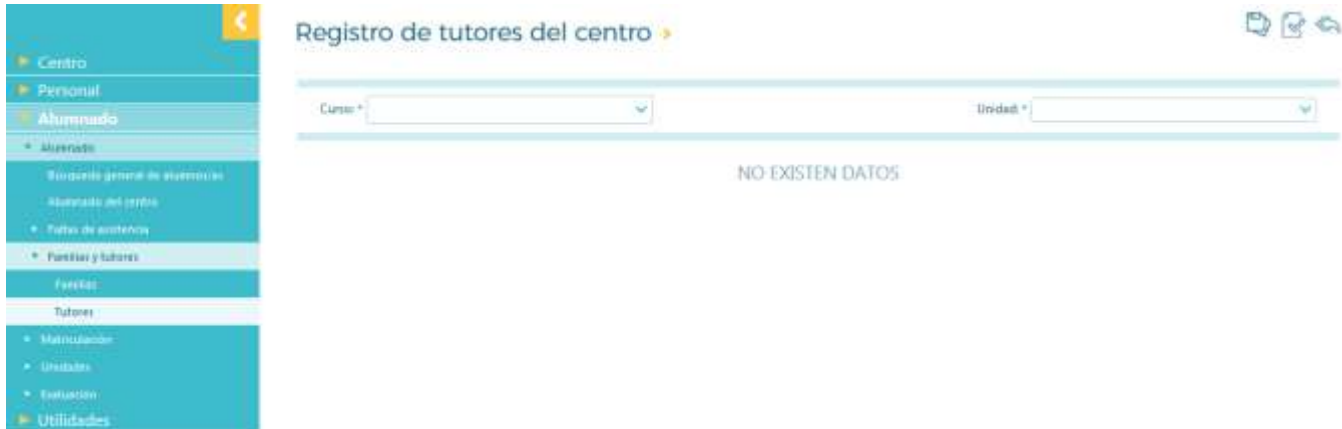 Registro de tutores del centro
Centro
Personal
Alumnado
Curso: *
Unidad: *
Alumnado
Búsqueda general de alumnos/as
Alumnado del centro
NO EXISTEN DATOS
Faltas de asistencia
Familias y tutores
Familias
Tutores
Matriculación
Unidades
Evaluación
Utilidades